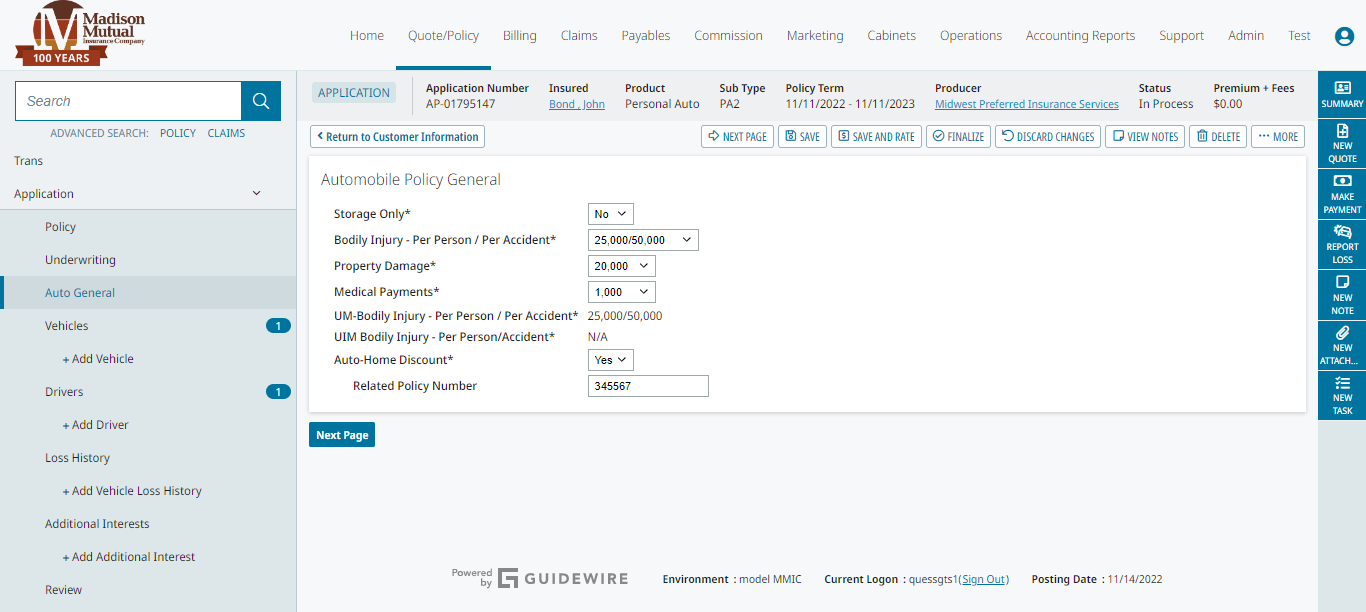 Madison
Mutual
Insurance Company
100 YEARS
Home Quote/Policy Billing Claims Payables Commission Marketing Cabinets Operations Accounting Reports Support Admin Test
Search
ADVANCED SEARCH: POLICY CLAIMS
Trans
Application
Policy
Underwriting
Auto General
Vehicles 1
+ Add Vehicle
Drivers 1
+ Add Driver
Loss History
+ Add Vehicle Loss History
Additional Interests
+ Add Additional Interest
Review
APPLICATION
Application Number Insured Product Sub Type Policy Term Producer Status Premium + Fees
AP-01795147 Bond , John Personal Auto PA2 11/11/2022 - 11/11/2023 Midwest Preferred Insurance Services In Process $0.00
Return to Customer Information
NEXT PAGE SAVE SAVE AND RATE FINALIZE DISCARD CHANGES VIEW NOTES DELETE ··· MORE
Automobile Policy General
Storage Only* No
Bodily Injury - Per Person / Per Accident* 25,000/50,000
Property Damage* 20,000
Medical Payments* 1,000
UM-Bodily Injury - Per Person / Per Accident* 25,000/50,000
UIM Bodily Injury - Per Person/Accident* N/A
Auto-Home Discount* Yes
Related Policy Number 345567
Next Page
SUMMARY
NEW
QUOTE
MAKE
PAYMENT
REPORT
LOSS
NEW
NOTE
NEW
ATTACH...
NEW
TASK
Powered
by
GUIDEWIRE
Environment : model MMIC Current Logon : quessgts1(Sign Out) Posting Date : 11/14/2022